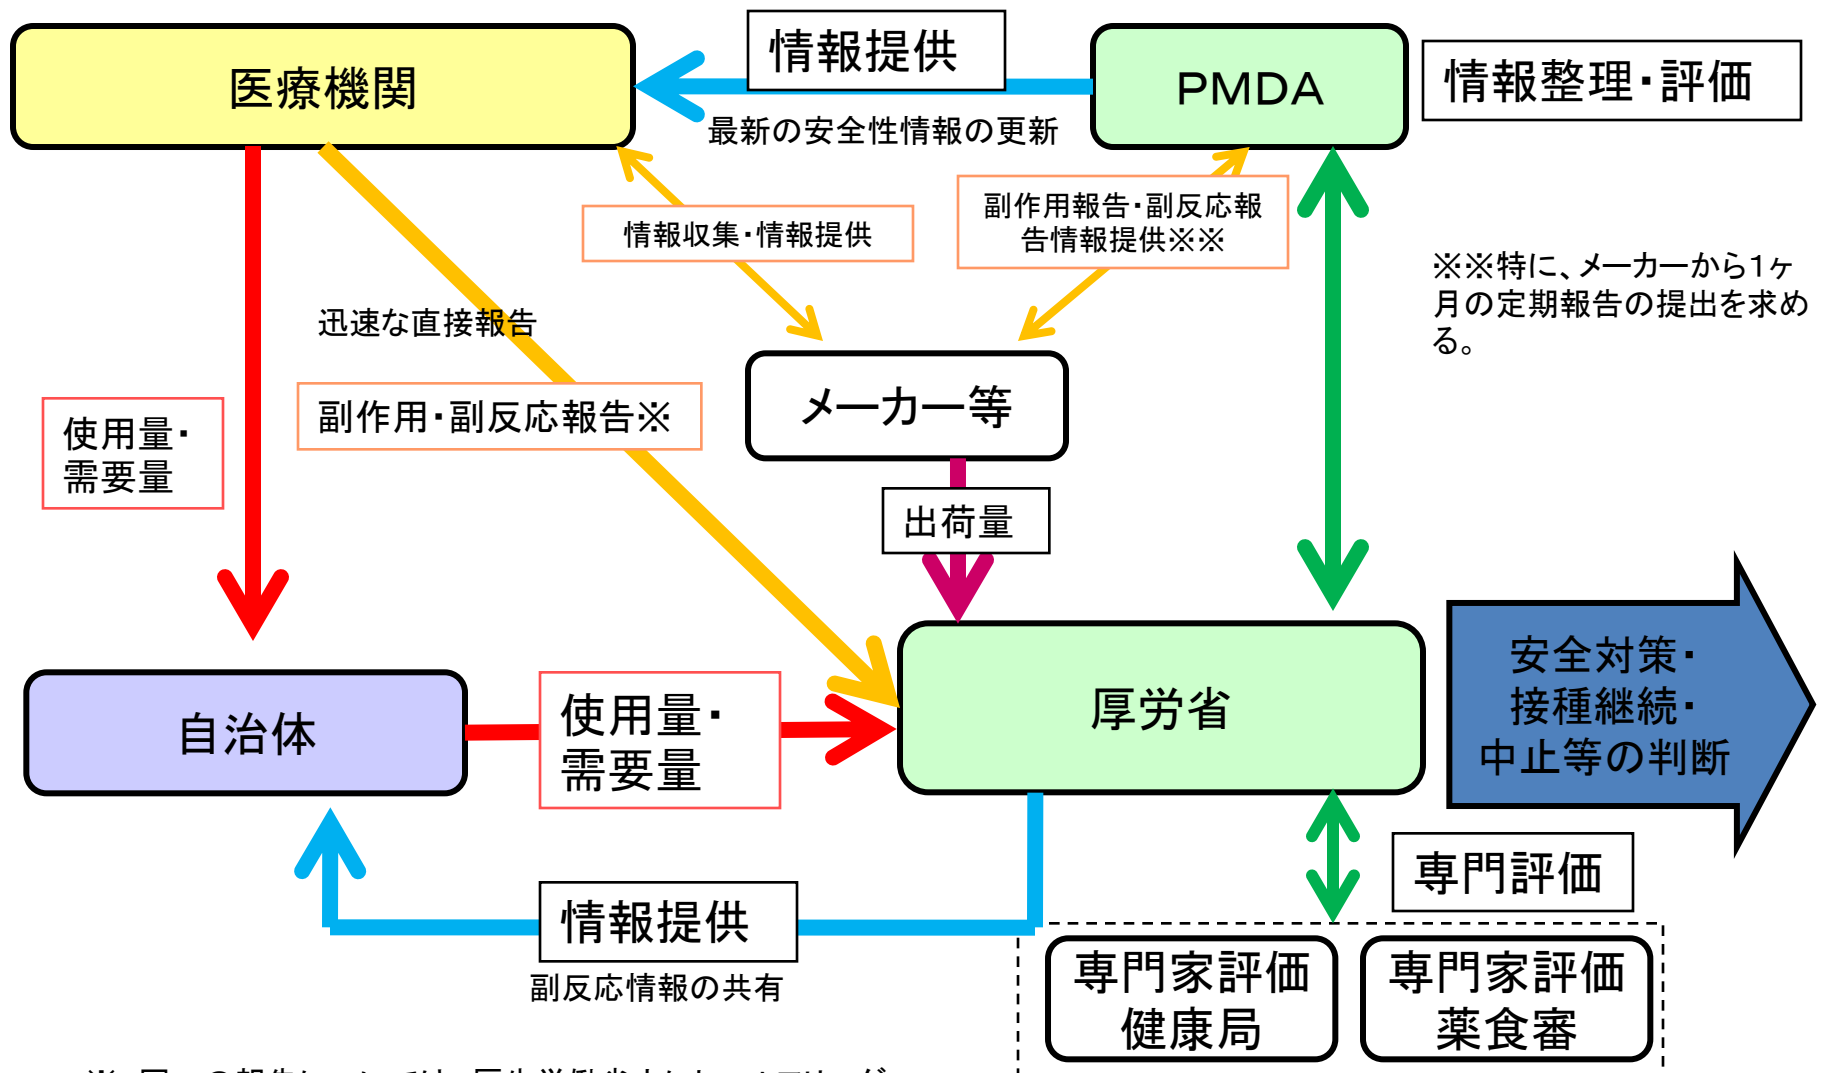 医療機関
情報提供
PMDA
情報整理・評価
最新の安全性情報の更新
情報収集・情報提供
副作用報告・副反応報
告情報提供※※
※※特に、メーカーから1ヶ
月の定期報告の提出を求め
る。
迅速な直接報告
副作用・副反応報告※
メーカー等
使用量・
需要量
出荷量
自治体
使用量・
需要量
厚労省
安全対策・
接種継続・
中止等の判断
専門評価
情報提供
副反応情報の共有
専門家評価
健康局
専門家評価
薬食審